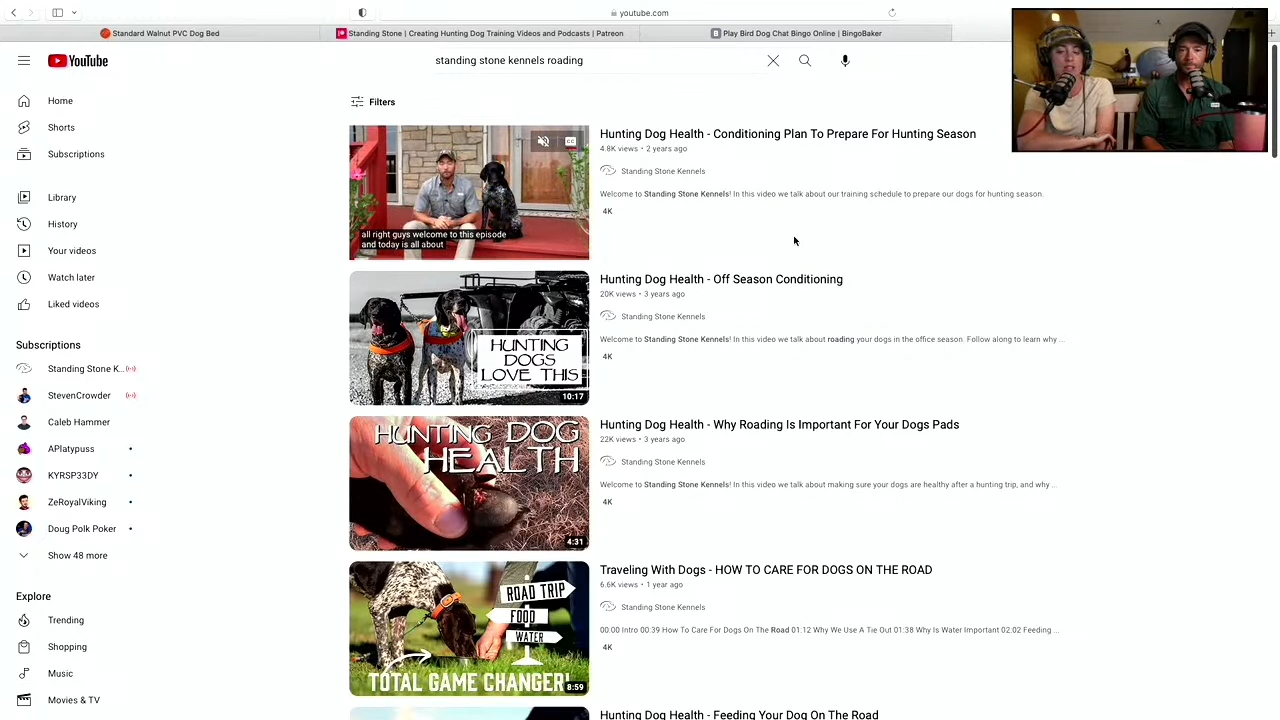 youtube.com
Standard Walnut PVC Dog Bed
Standing Stone | Creating Hunting Dog Training Videos and Podcasts | Patreon
Play Bird Dog Chat Bingo Online | BingoBaker
YouTube
standing stone kennels roading
Home
Shorts
Subscriptions
Library
History
Your videos
Watch later
Liked videos
Subscriptions
Standing Stone K...
StevenCrowder
Caleb Hammer
APlatypuss
KYRSP33DY
ZeRoyalViking
Doug Polk Poker
Show 48 more
Explore
Trending
Shopping
Music
Movies & TV
Filters
CC
all right guys welcome to this episode
and today is all about
Hunting Dog Health - Conditioning Plan To Prepare For Hunting Season
4.8K views • 2 years ago
Standing Stone Kennels
Welcome to Standing Stone Kennels! In this video we talk about our training schedule to prepare our dogs for hunting season.
4K
HUNTING
DOGS
LOVE THIS
10:17
Hunting Dog Health - Off Season Conditioning
20K views • 3 years ago
Standing Stone Kennels
Welcome to Standing Stone Kennels! In this video we talk about roading your dogs in the office season. Follow along to learn why ...
4K
HUNTING DOG
HEALTH
4:31
Hunting Dog Health - Why Roading Is Important For Your Dogs Pads
22K views • 3 years ago
Standing Stone Kennels
Welcome to Standing Stone Kennels! In this video we talk about making sure your dogs are healthy after a hunting trip, and why ...
4K
ROAD TRIP
FOOD
WATER
TOTAL GAME CHANGER!
8:59
Traveling With Dogs - HOW TO CARE FOR DOGS ON THE ROAD
6.6K views • 1 year ago
Standing Stone Kennels
00:00 Intro 00:39 How To Care For Dogs On The Road 01:12 Why We Use A Tie Out 01:38 Why Is Water Important 02:02 Feeding ...
4K
Hunting Dog Health - Feeding Your Dog On The Road